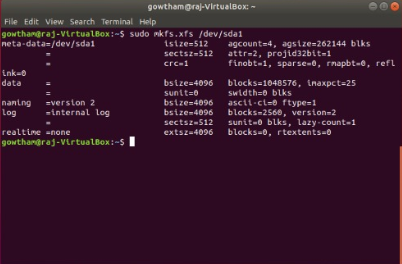 gowtham@raj-VirtualBox: ~
File Edit View Search Terminal Help
gowtham@raj-VirtualBox:~$ sudo mkfs.xfs /dev/sda1
meta-data=/dev/sda1              isize=512    agcount=4, agsize=262144 blks
         =                       sectsz=512   attr=2, projid32bit=1
         =                       crc=1        finobt=1, sparse=0, rmapbt=0, refl
ink=0
data     =                       bsize=4096   blocks=1048576, imaxpct=25
         =                       sunit=0      swidth=0 blks
naming   =version 2              bsize=4096   ascii-ci=0 ftype=1
log      =internal log           bsize=4096   blocks=2560, version=2
         =                       sectsz=512   sunit=0 blks, lazy-count=1
realtime =none                   extsz=4096   blocks=0, rtextents=0
gowtham@raj-VirtualBox:~$